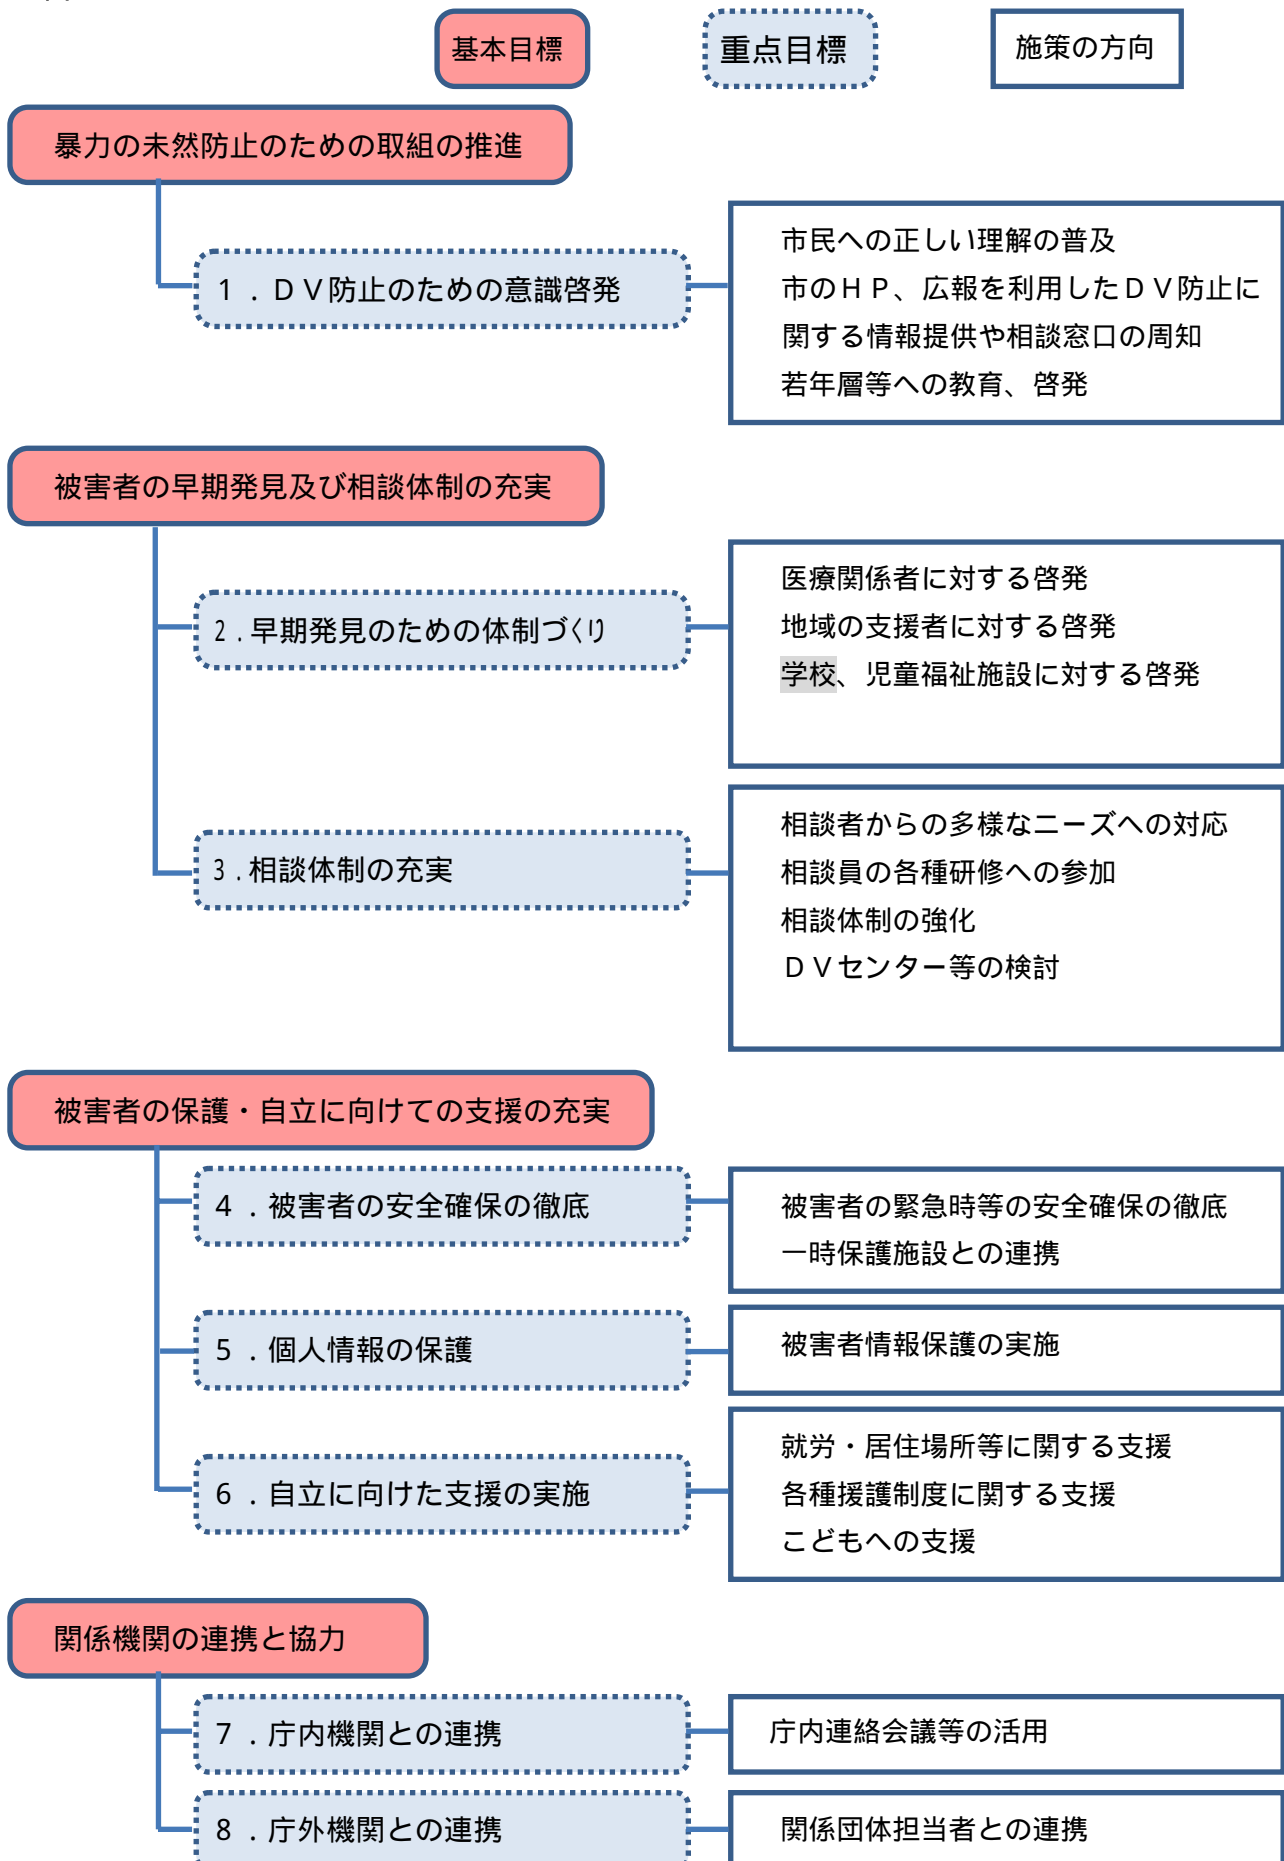 基本目標
重点目標
施策の方向
暴力の未然防止のための取組の推進
1．ＤＶ防止のための意識啓発
市民への正しい理解の普及
市のＨＰ、広報を利用したＤＶ防止に
関する情報提供や相談窓口の周知
若年層等への教育、啓発
被害者の早期発見及び相談体制の充実
2．早期発見のための体制づくり
医療関係者に対する啓発
地域の支援者に対する啓発
学校、児童福祉施設に対する啓発
3．相談体制の充実
相談者からの多様なニーズへの対応
相談員の各種研修への参加
相談体制の強化
ＤＶセンター等の検討
被害者の保護・自立に向けての支援の充実
4．被害者の安全確保の徹底
被害者の緊急時等の安全確保の徹底
一時保護施設との連携
5．個人情報の保護
被害者情報保護の実施
6．自立に向けた支援の実施
就労・居住場所等に関する支援
各種援護制度に関する支援
こどもへの支援
関係機関の連携と協力
7．庁内機関との連携
庁内連絡会議等の活用
8．庁外機関との連携
関係団体担当者との連携